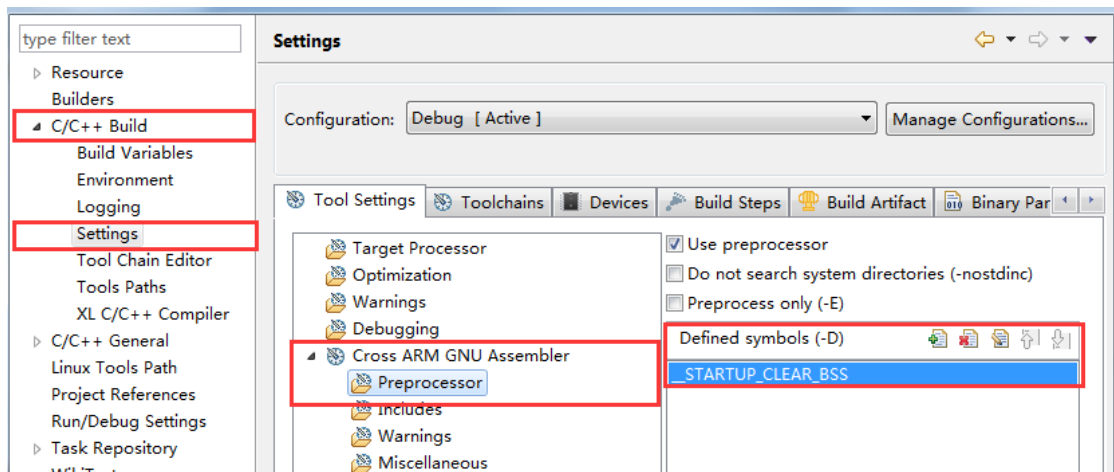 type filter text
Resource
Builders
C/C++ Build
Build Variables
Environment
Logging
Settings
Tool Chain Editor
Tools Paths
XL C/C++ Compiler
C/C++ General
Linux Tools Path
Project References
Run/Debug Settings
Task Repository
Settings
Configuration: Debug [ Active ] Manage Configurations...
Tool Settings Toolchains Devices Build Steps Build Artifact Binary Par
Target Processor
Optimization
Warnings
Debugging
Cross ARM GNU Assembler
Preprocessor
Includes
Warnings
Miscellaneous
Use preprocessor
Do not search system directories (-nostdinc)
Preprocess only (-E)
Defined symbols (-D)
__STARTUP_CLEAR_BSS